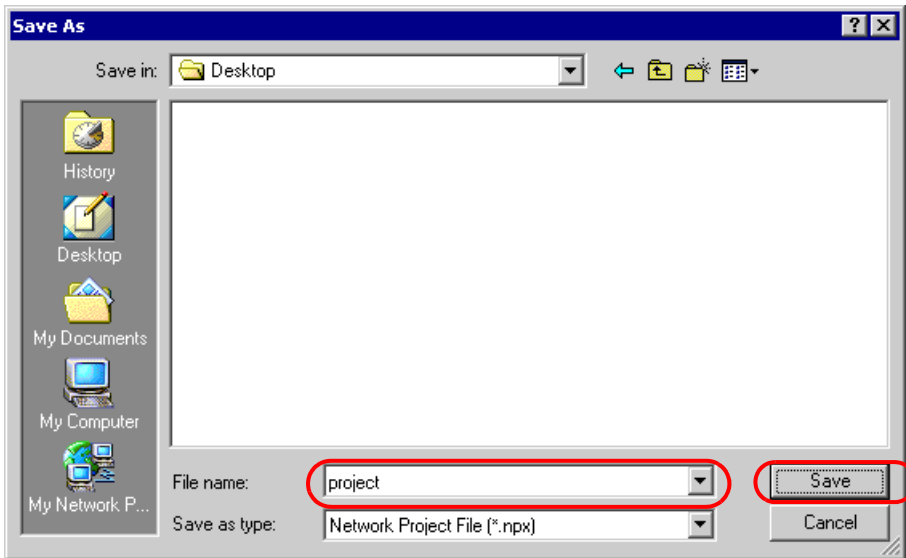 Save As
Save in: Desktop
History
Desktop
My Documents
My Computer
My Network P...
File name: project
Save
Save as type: Network Project File (*.npx)
Cancel